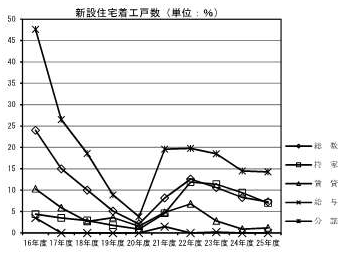 新設住宅着工戸数（単位：％）
50
45
40
35
30
25
20
15
10
5
0
16年度 17年度 18年度 19年度 20年度 21年度 22年度 23年度 24年度 25年度
総 数
持 家
賃 貸
給 与
分 譲